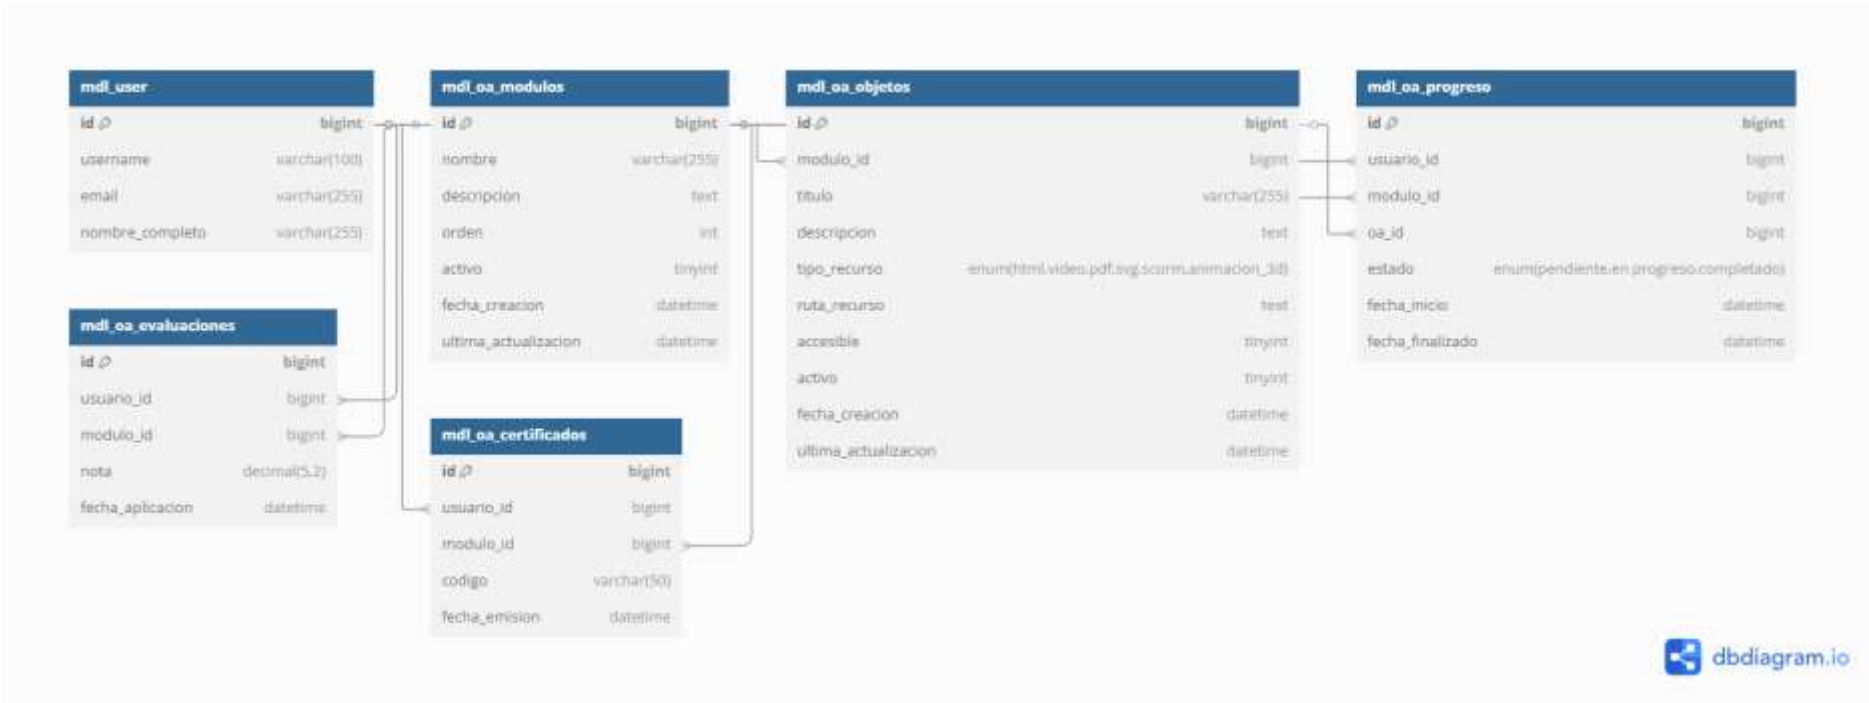 mdl_user
id bigint
username varchar(100)
email varchar(255)
nombre_completo varchar(255)
mdl_oa_evaluaciones
id bigint
usuario_id bigint
modulo_id bigint
nota decimal(5,2)
fecha_aplicacion datetime
mdl_oa_modulos
id bigint
nombre varchar(255)
descripcion text
orden int
activo tinyint
fecha_creacion datetime
ultima_actualizacion datetime
mdl_oa_certificados
id bigint
usuario_id bigint
modulo_id bigint
codigo varchar(50)
fecha_emision datetime
mdl_oa_objetos
id bigint
modulo_id bigint
titulo varchar(255)
descripcion text
tipo_recurso enum(html,video,pdf,svg,scorm,animacion_3d)
ruta_recurso text
accesible tinyint
activo tinyint
fecha_creacion datetime
ultima_actualizacion datetime
mdl_oa_progreso
id bigint
usuario_id bigint
modulo_id bigint
oa_id bigint
estado enum(pendiente,en progreso,completado)
fecha_inicio datetime
fecha_finalizado datetime
dbdiagram.io